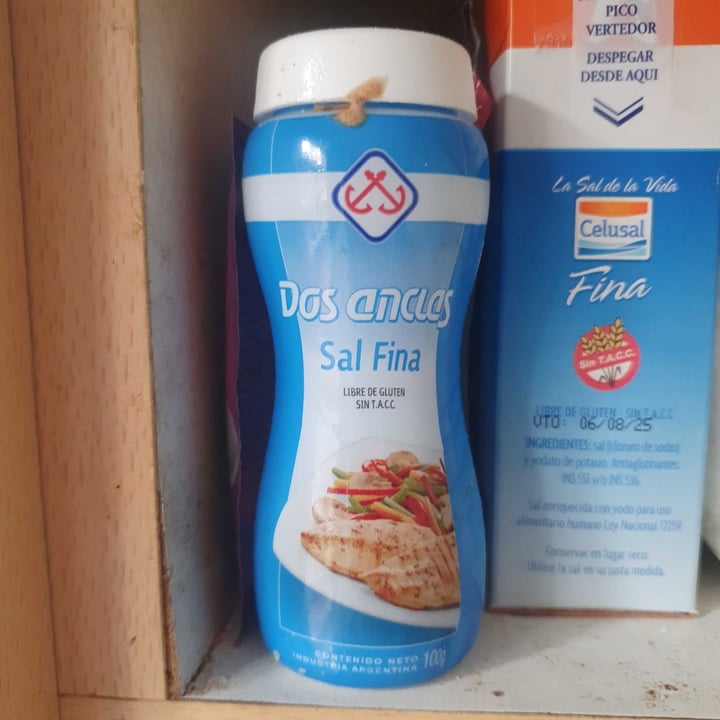 DOS anclas
Sal Fina
LIBRE DE GLUTEN
SIN T.A.C.C
CONTENIDO NETO 100g
INDUSTRIA ARGENTINA
PICO
VERTEDOR
DESPEGAR
DESDE AQUI
La Sal de la Vida
Celusal
Fina
Sin T.A.C.C.
LIBRE DE GLUTEN - SIN T.A.C.C
VTO: 06/08/25
INGREDIENTES: sal (cloruro de sodio)
y yodato de potasio. Antiaglutinantes:
INS 551 y/o INS 536.
Sal enriquecida con yodo para uso
alimentario humano Ley Nacional 17259.
Conservar en lugar seco.
Utilice la sal en su justa medida.